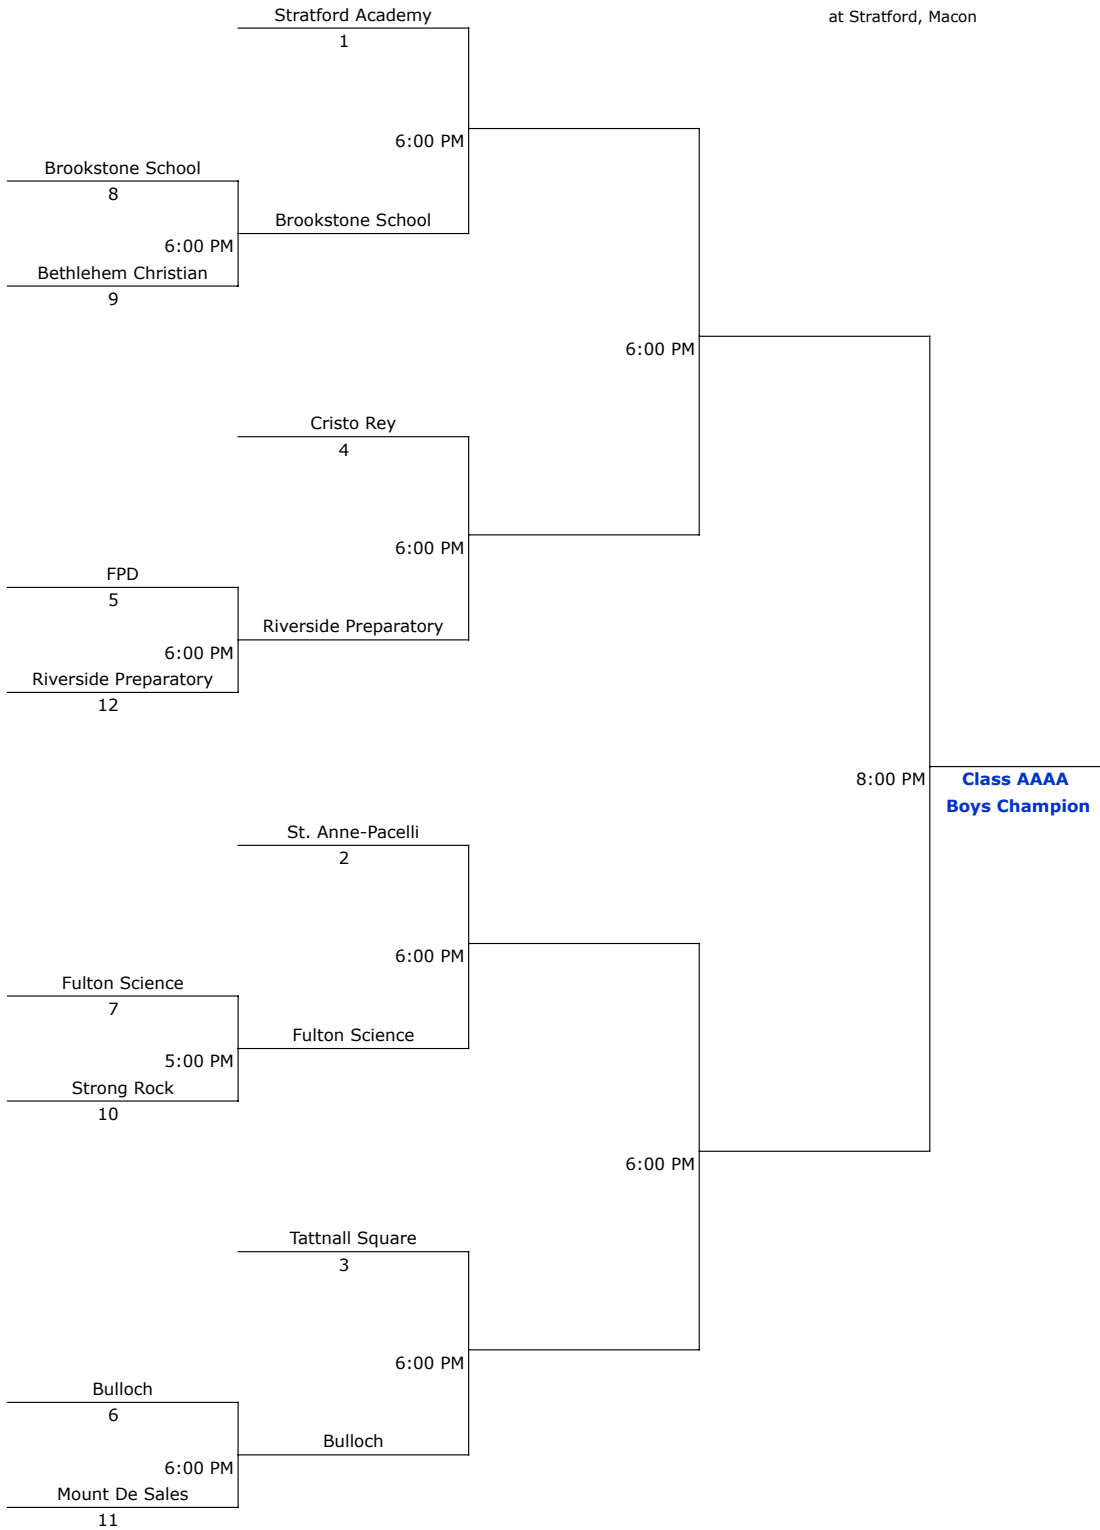 Stratford Academy
at Stratford, Macon
1
6:00 PM
Brookstone School
8
Brookstone School
6:00 PM
Bethlehem Christian
9
6:00 PM
Cristo Rey
4
6:00 PM
FPD
5
Riverside Preparatory
6:00 PM
Riverside Preparatory
12
8:00 PM
Class AAAA
Boys Champion
St. Anne-Pacelli
2
6:00 PM
Fulton Science
7
Fulton Science
5:00 PM
Strong Rock
10
6:00 PM
Tattnall Square
3
6:00 PM
Bulloch
6
Bulloch
6:00 PM
Mount De Sales
11